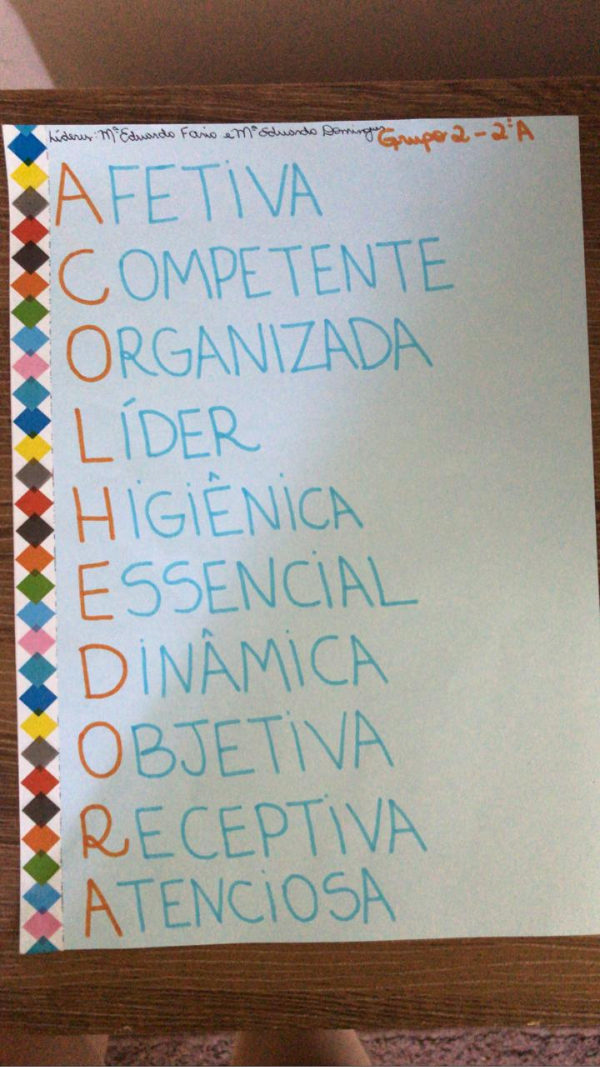 Líderes: Mª Eduarda Faria e Mª Eduarda Domingues
Grupo 2 - 2ºA
AFETIVA
COMPETENTE
ORGANIZADA
LÍDER
HIGIÊNICA
ESSENCIAL
DINÂMICA
OBJETIVA
RECEPTIVA
ATENCIOSA